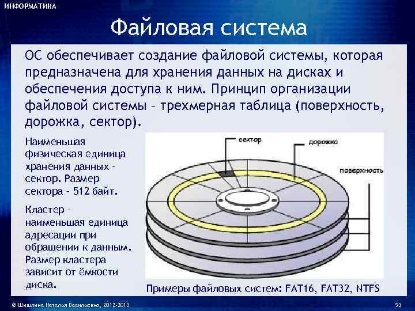 ИНФОРМАТИКА
Файловая система
ОС обеспечивает создание файловой системы, которая
предназначена для хранения данных на дисках и
обеспечения доступа к ним. Принцип организации
файловой системы – трехмерная таблица (поверхность,
дорожка, сектор).
Наименьшая
физическая единица
хранения данных –
сектор. Размер
сектора – 512 байт.
Кластер –
наименьшая единица
адресации при
обращении к данным.
Размер кластера
зависит от ёмкости
диска.
сектор
дорожка
поверхность
Примеры файловых систем: FAT16, FAT32, NTFS
Наталья 2012-2013